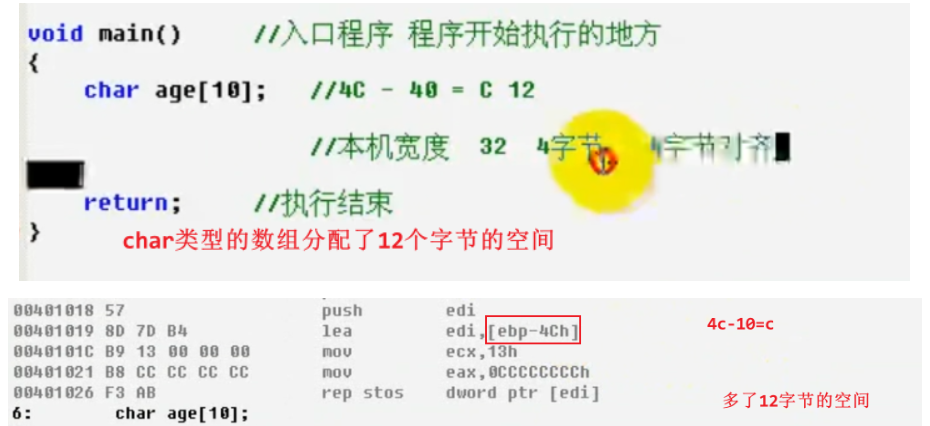 void main() //入口程序 程序开始执行的地方
{
char age[10]; //4C - 40 = C 12
//本机宽度 32 4字节 4字节对齐
return; //执行结束
}
char类型的数组分配了12个字节的空间
00401018 57 push edi
00401019 8D 7D B4 lea edi,[ebp-4Ch]
4c-10=c
0040101C B9 13 00 00 00 mov ecx,13h
00401021 B8 CC CC CC CC mov eax,0CCCCCCCCh
00401026 F3 AB rep stos dword ptr [edi]
多了12字节的空间
6: char age[10];